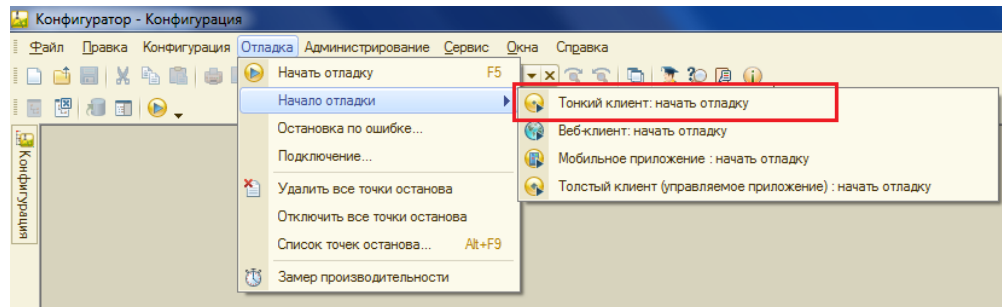 Конфигуратор - Конфигурация
Файл Правка Конфигурация Отладка Администрирование Сервис Окна Справка
Начать отладку F5
Начало отладки
Тонкий клиент: начать отладку
Веб-клиент: начать отладку
Мобильное приложение : начать отладку
Толстый клиент (управляемое приложение) : начать отладку
Остановка по ошибке...
Подключение...
Удалить все точки останова
Отключить все точки останова
Список точек останова... Alt+F9
Замер производительности
Конфигурация